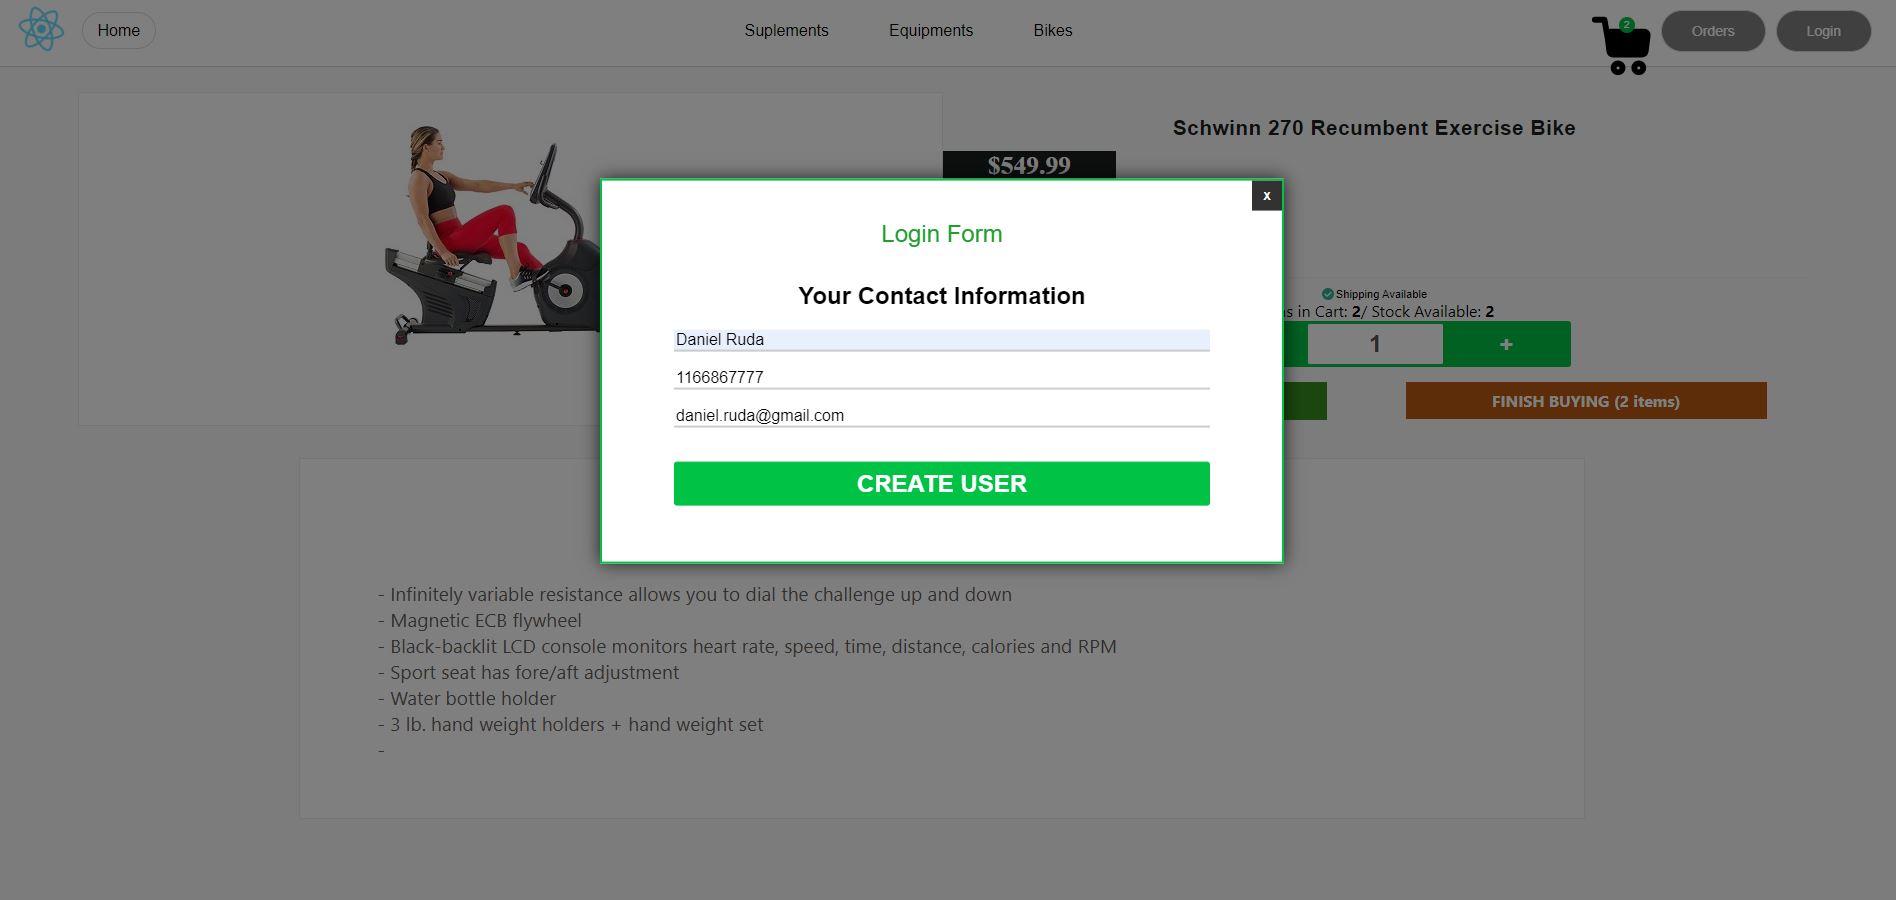 Home
Suplements
Equipments
Bikes
2
Orders
Login
Schwinn 270 Recumbent Exercise Bike
$549.99
x
Login Form
Your Contact Information
Daniel Ruda
1166867777
daniel.ruda@gmail.com
CREATE USER
Shipping Available
in Cart: 2/ Stock Available: 2
1
+
FINISH BUYING (2 items)
- Infinitely variable resistance allows you to dial the challenge up and down
- Magnetic ECB flywheel
- Black-backlit LCD console monitors heart rate, speed, time, distance, calories and RPM
- Sport seat has fore/aft adjustment
- Water bottle holder
- 3 lb. hand weight holders + hand weight set
-